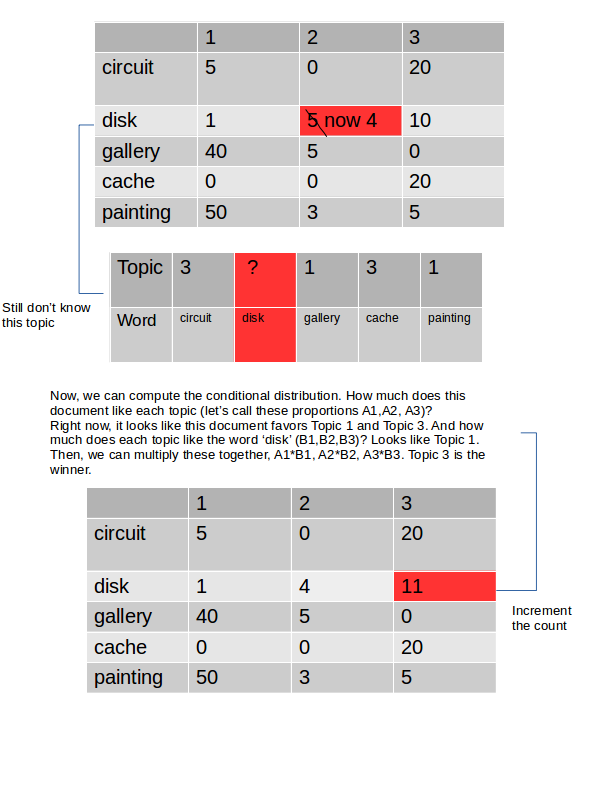 1 2 3
circuit 5 0 20
disk 1 5 now 4 10
gallery 40 5 0
cache 0 0 20
painting 50 3 5
Topic 3 ? 1 3 1
Still don't know
this topic
Word circuit disk gallery cache painting
Now, we can compute the conditional distribution. How much does this
document like each topic (let's call these proportions A1,A2, A3)?
Right now, it looks like this document favors Topic 1 and Topic 3. And how
much does each topic like the word ‘disk’ (B1,B2,B3)? Looks like Topic 1.
Then, we can multiply these together, A1*B1, A2*B2, A3*B3. Topic 3 is the
winner.
1 2 3
circuit 5 0 20
disk 1 4 11
gallery 40 5 0
Increment
the count
cache 0 0 20
painting 50 3 5